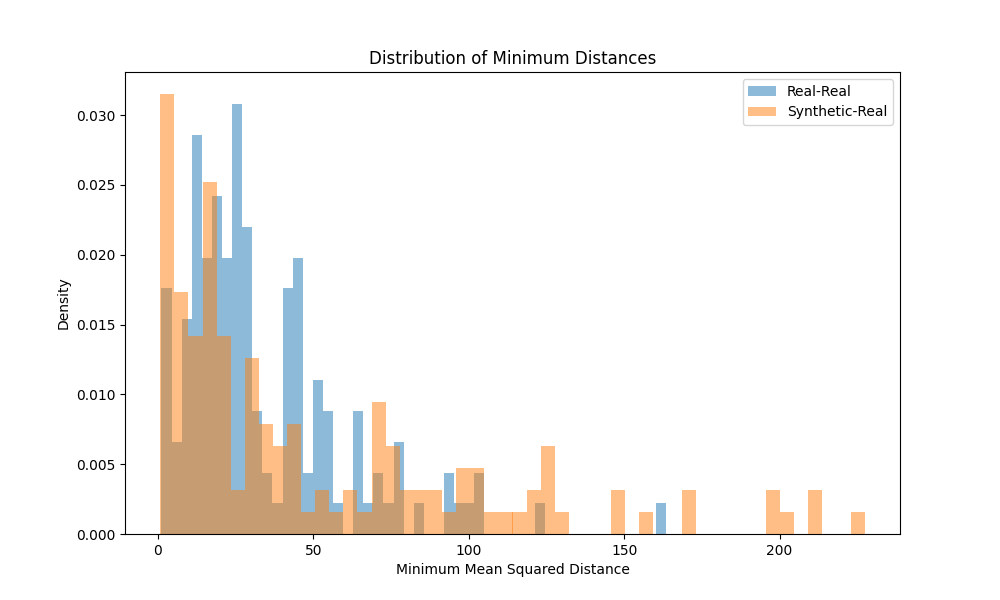 Distribution of Minimum Distances
Real-Real
Synthetic-Real
Density
0.030
0.025
0.020
0.015
0.010
0.005
0.000
0
50
100
150
200
Minimum Mean Squared Distance